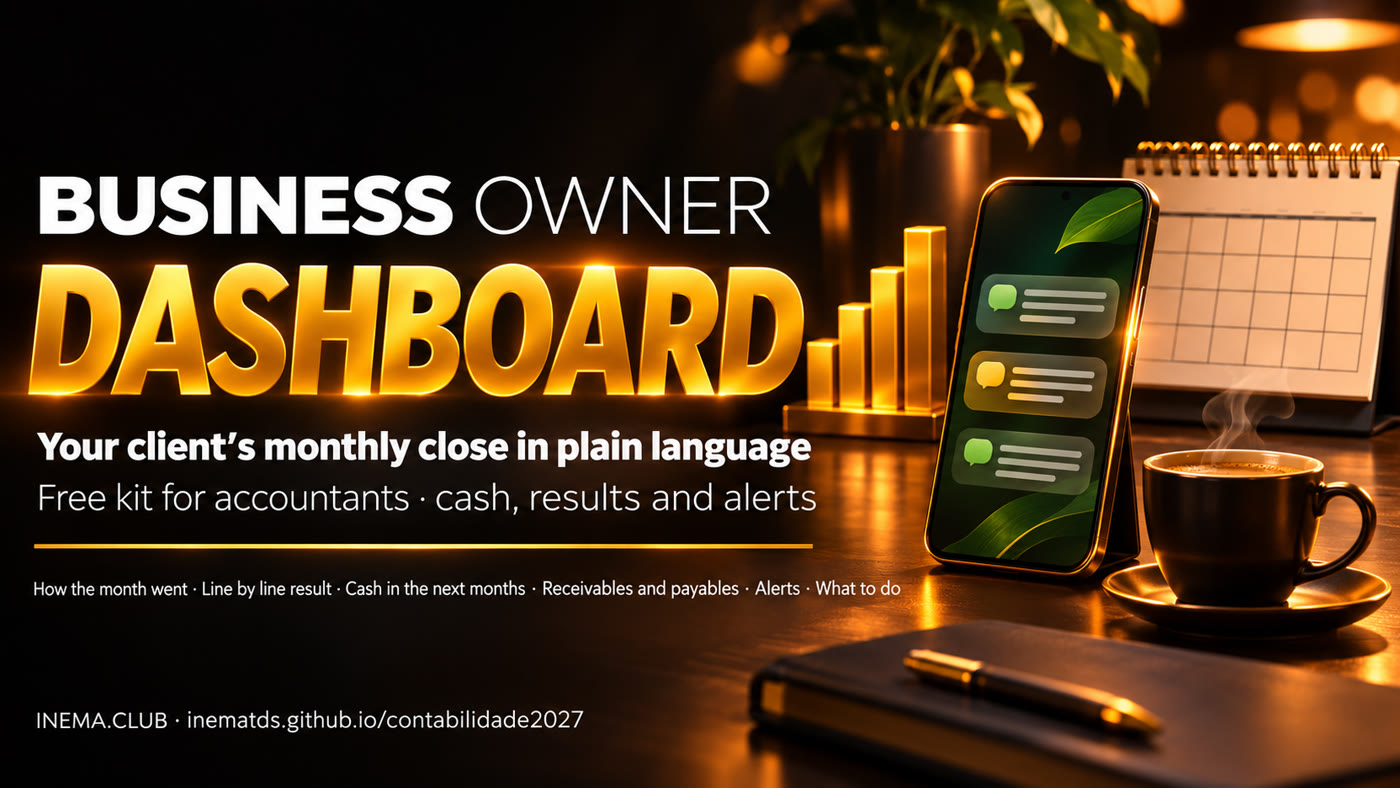 BUSINESS OWNER
DASHBOARD
Your client's monthly close in plain language
Free kit for accountants · cash, results and alerts
How the month went · Line by line result · Cash in the next months · Receivables and payables · Alerts · What to do
INEMA.CLUB · inematds.github.io/contabilidade2027